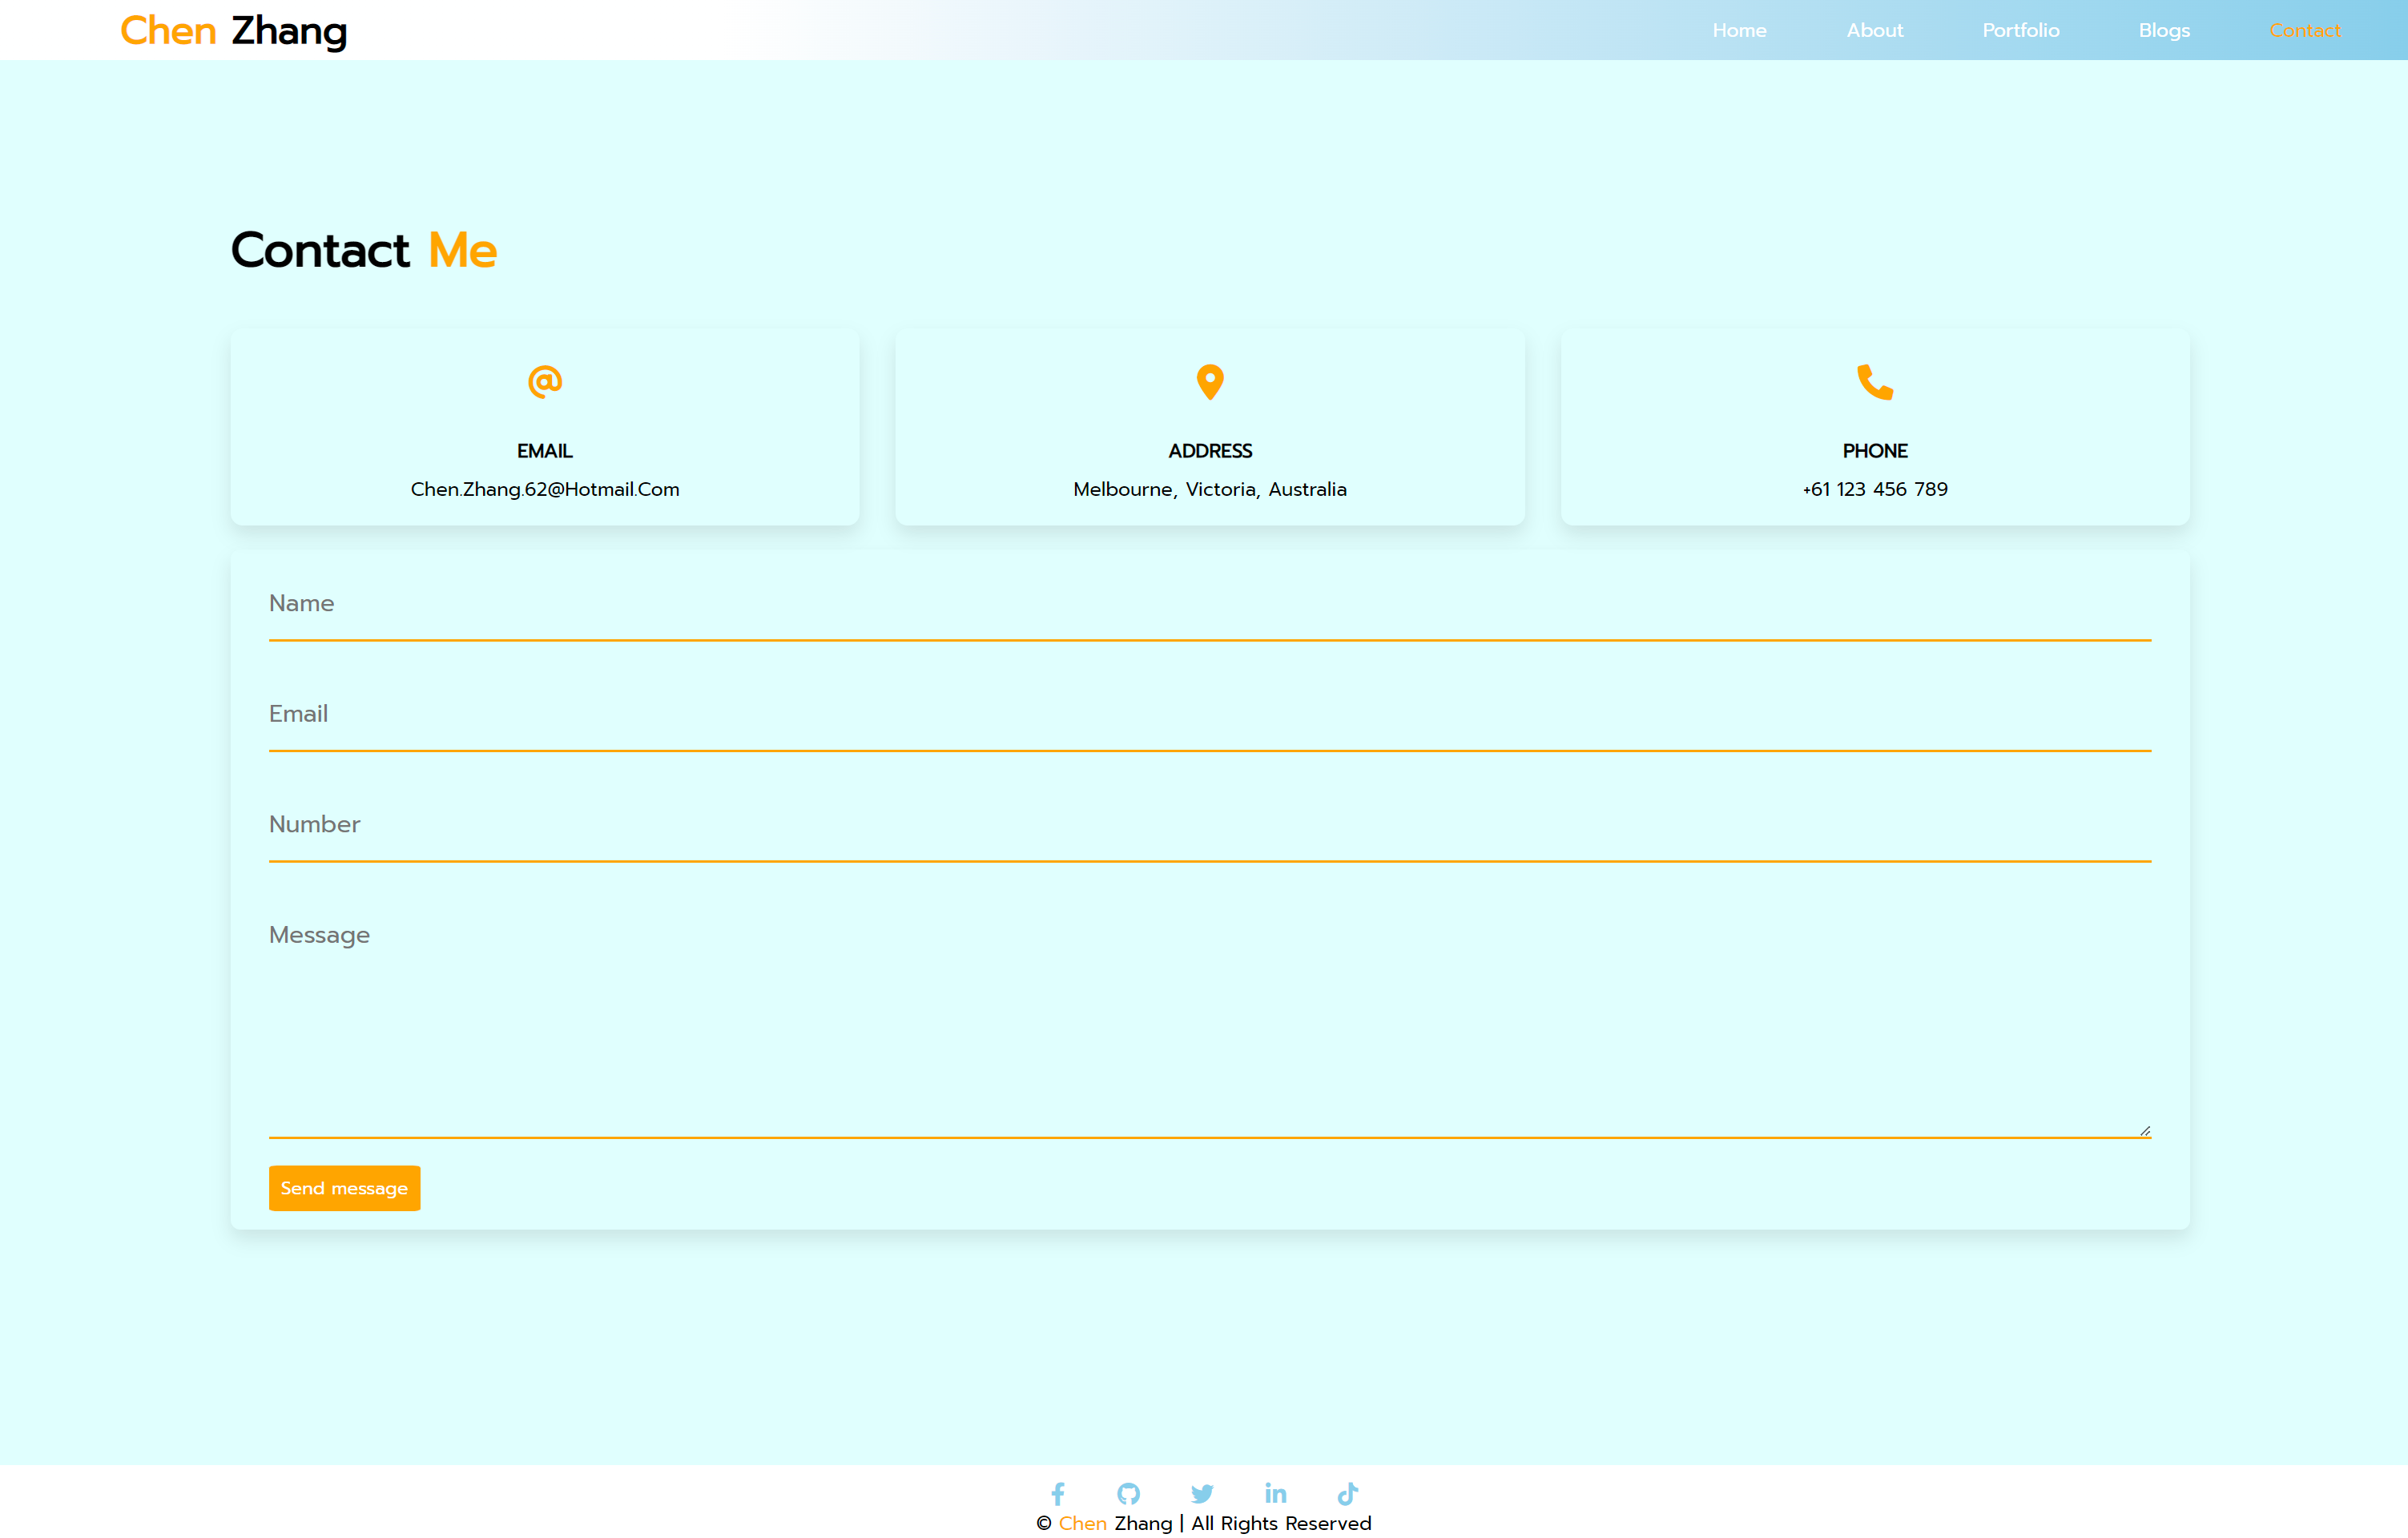 Chen Zhang
Home About Portfolio Blogs Contact
Contact Me
EMAIL
Chen.Zhang.62@Hotmail.Com
ADDRESS
Melbourne, Victoria, Australia
PHONE
+61 123 456 789
Name
Email
Number
Message
Send message
© Chen Zhang | All Rights Reserved